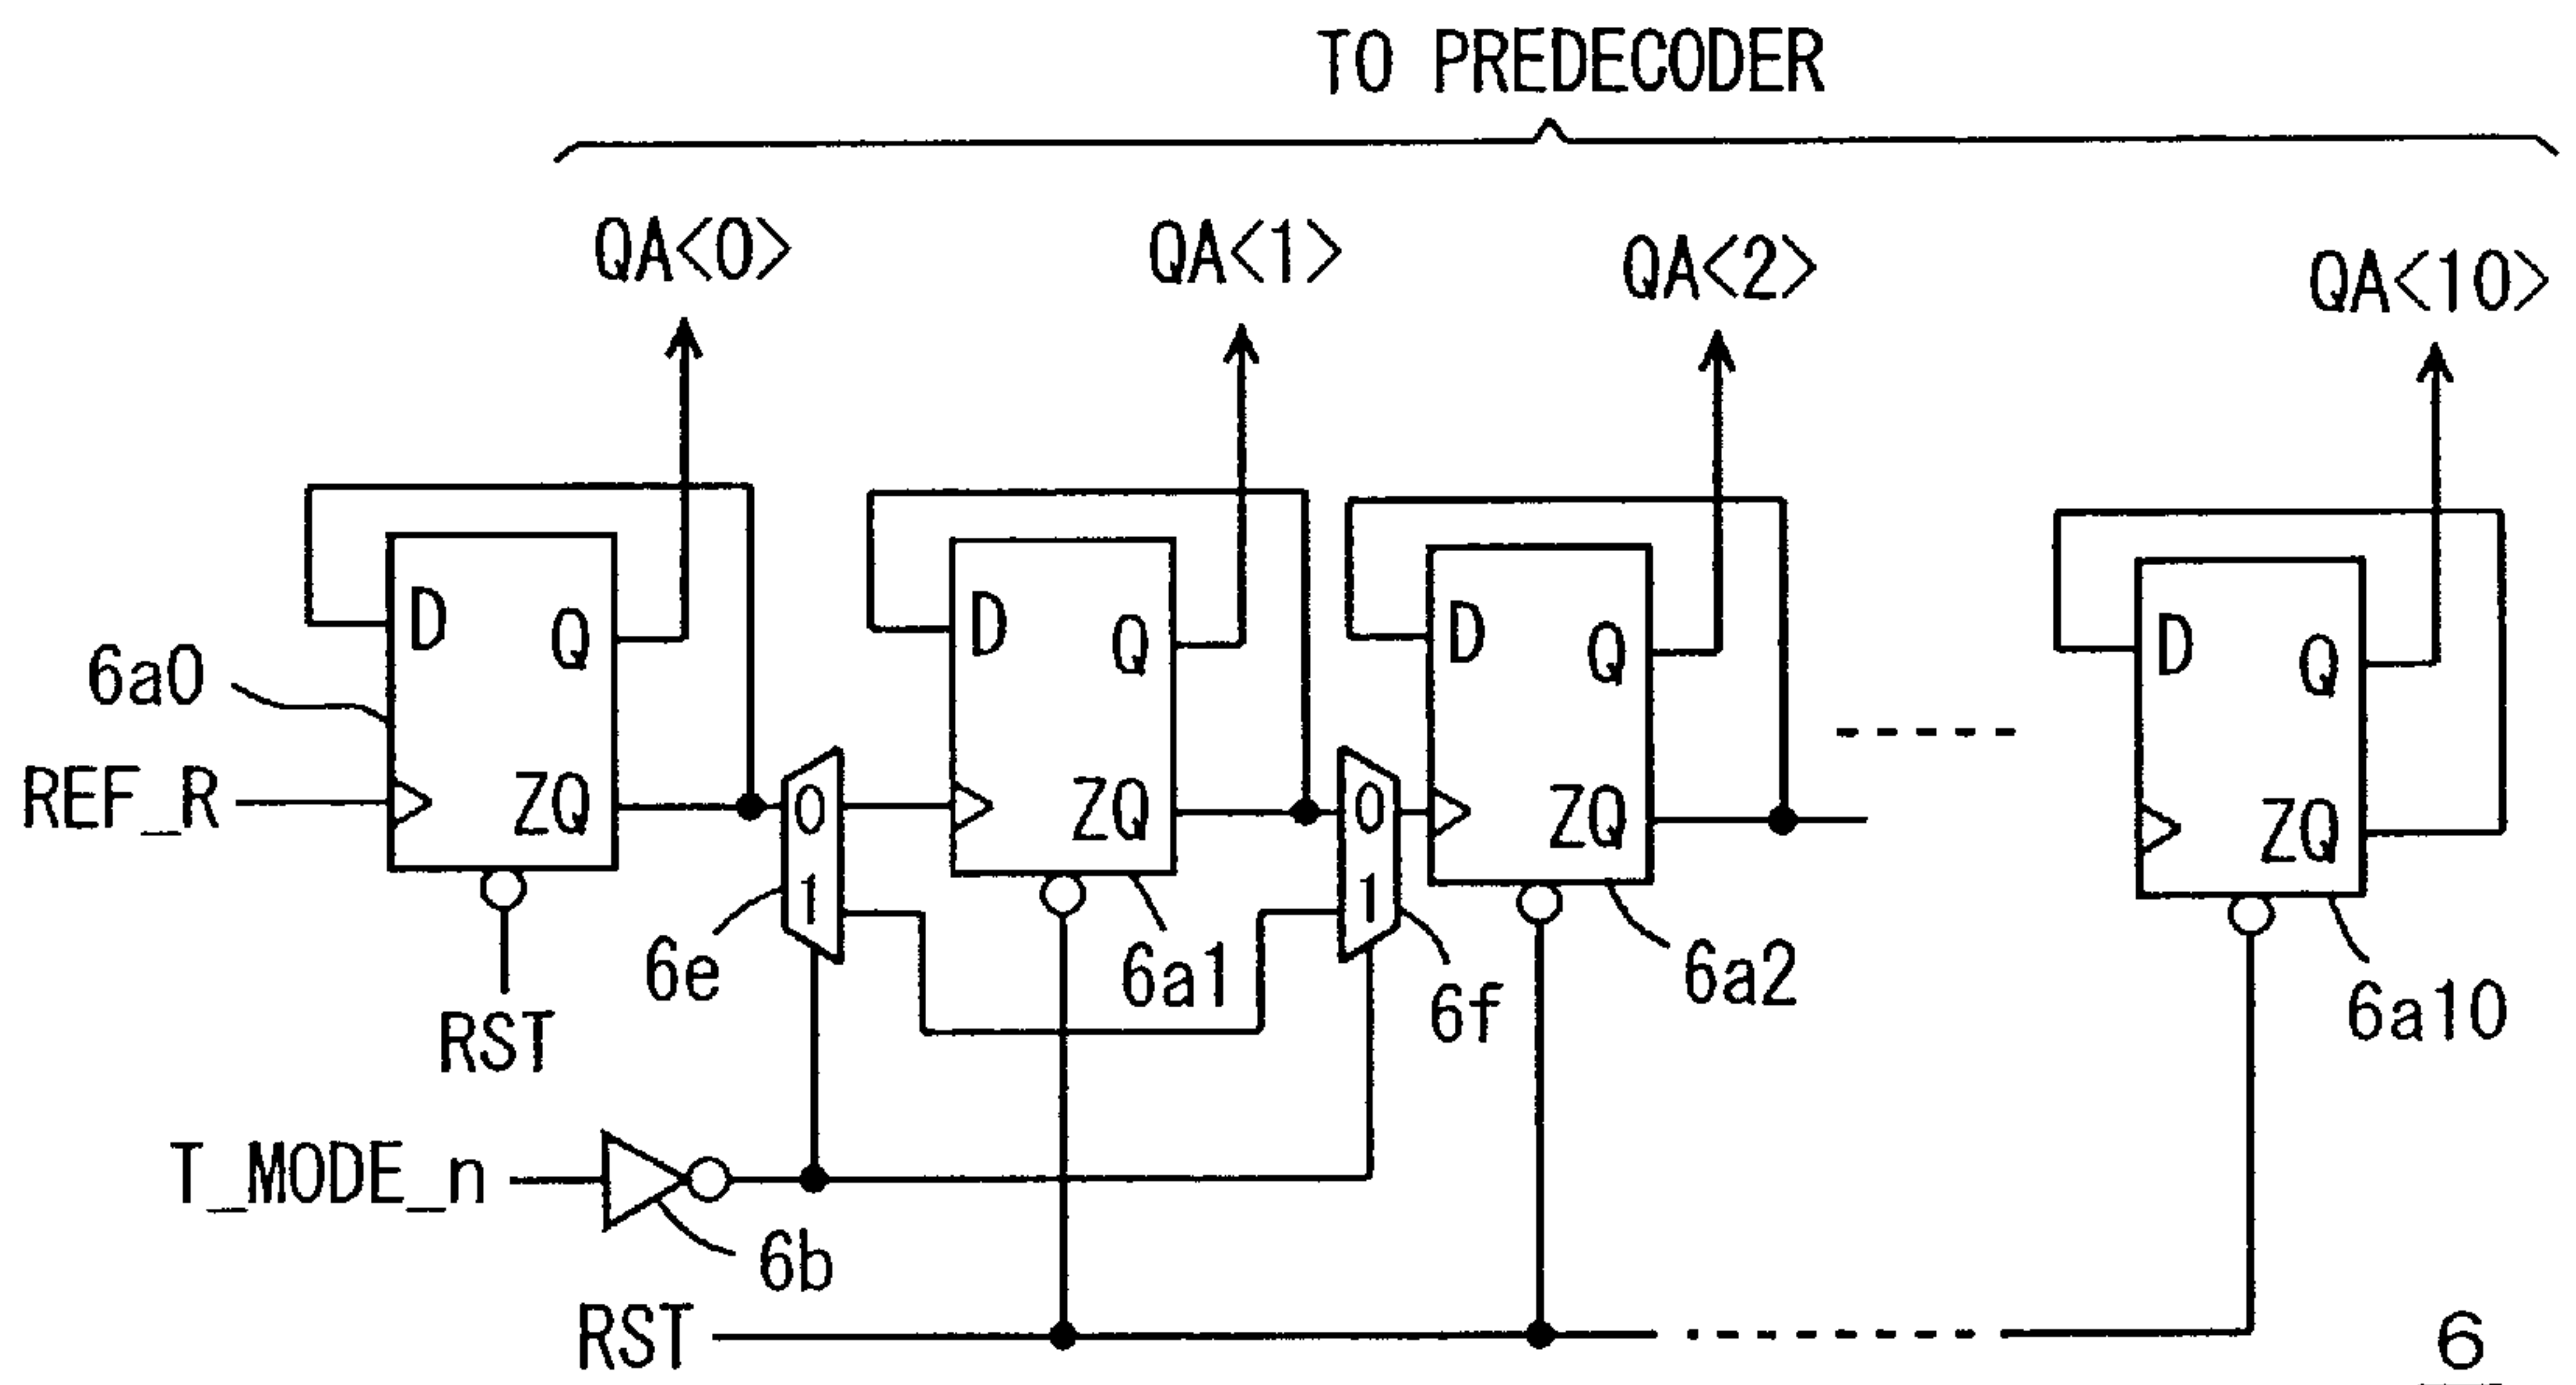 TO PREDECODER
QA<0>
QA<1>
QA<2>
QA<10>
D
Q
ZQ
D
Q
ZQ
D
Q
ZQ
D
Q
ZQ
6a0
REF_R
0
1
0
1
6e
6a1
6f
6a2
6a10
RST
T_MODE_n
6b
RST
6